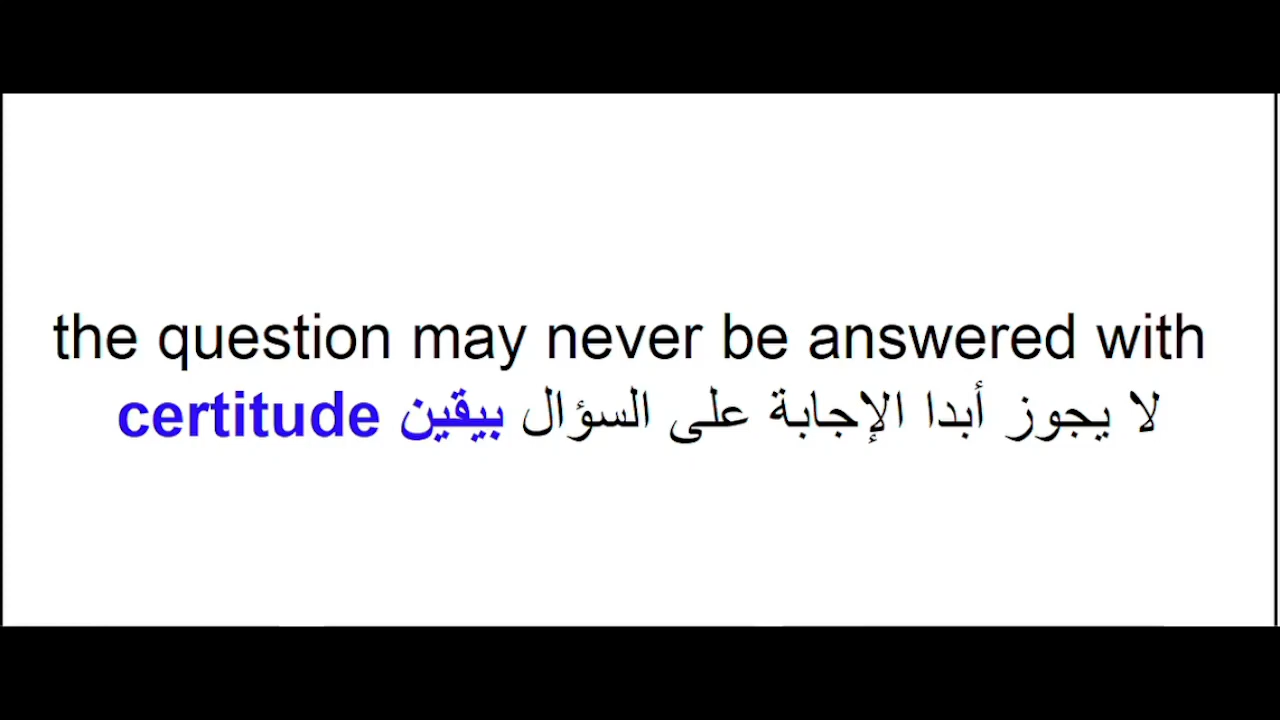 the question may never be answered with
certitude لا يجوز أبدا الإجابة على السؤال بيقين